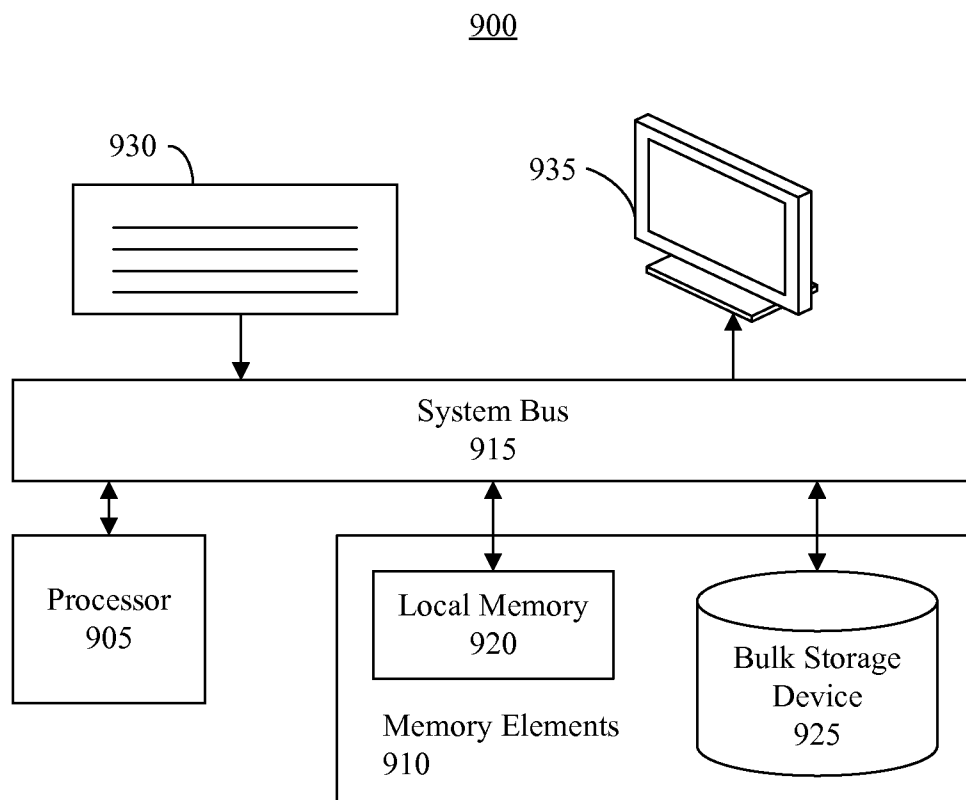 900
930
935
System Bus
915
Processor
905
Local Memory
920
Memory Elements
910
Bulk Storage
Device
925